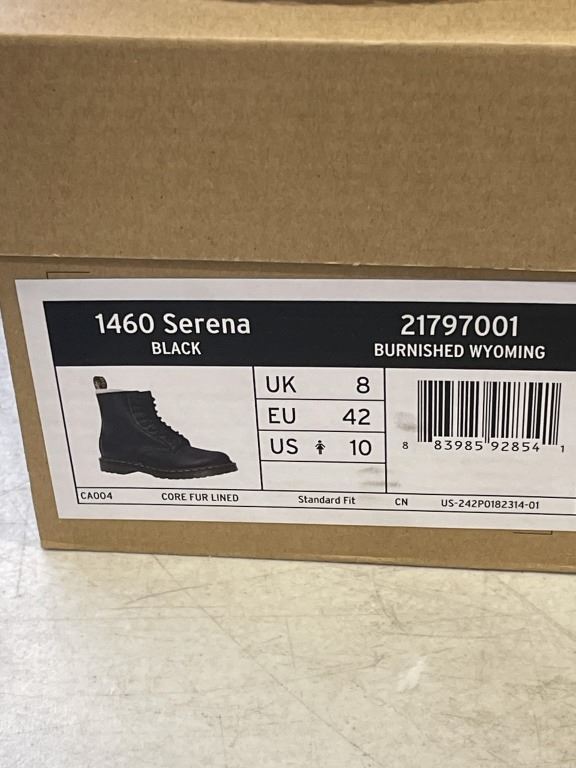 1460 Serena
BLACK
21797001
BURNISHED WYOMING
UK 8
EU 42
US 10
8 83985 92854 1
CA004 CORE FUR LINED Standard Fit CN US-242P0182314-01